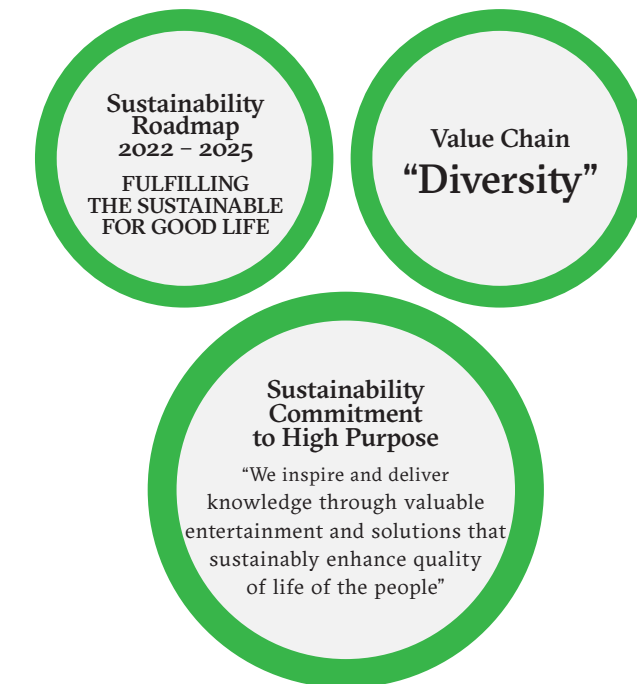 Sustainability
Roadmap
2022 – 2025
FULFILLING
THE SUSTAINABLE
FOR GOOD LIFE
Value Chain
“Diversity”
Sustainability
Commitment
to High Purpose
“We inspire and deliver
knowledge through valuable
entertainment and solutions that
sustainably enhance quality
of life of the people”